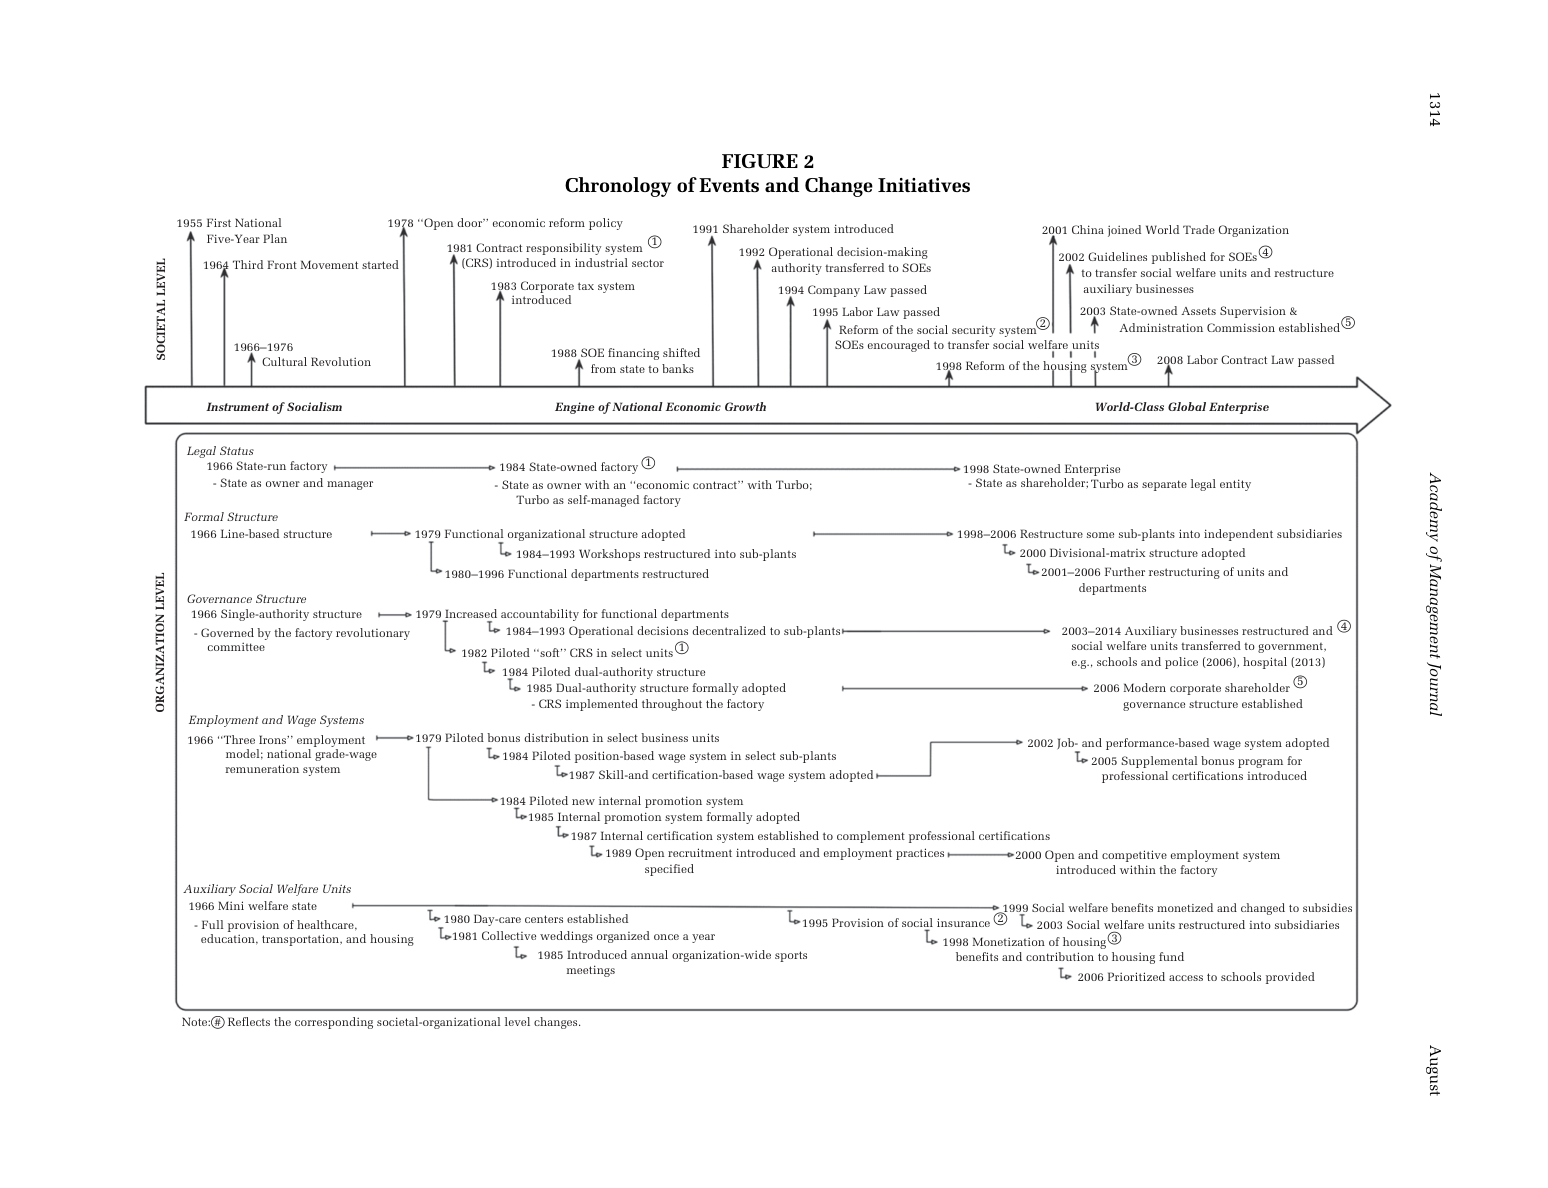 1314
FIGURE 2
Chronology of Events and Change Initiatives
SOCIETAL LEVEL
1955 First National
Five-Year Plan
1964 Third Front Movement started
1966–1976
Cultural Revolution
1978 ‘‘Open door’’ economic reform policy
1981 Contract responsibility system ①
(CRS) introduced in industrial sector
1983 Corporate tax system
introduced
1988 SOE financing shifted
from state to banks
1991 Shareholder system introduced
1992 Operational decision-making
authority transferred to SOEs
1994 Company Law passed
1995 Labor Law passed
Reform of the social security system ②
SOEs encouraged to transfer social welfare units
1998 Reform of the housing system ③
2001 China joined World Trade Organization
2002 Guidelines published for SOEs ④
to transfer social welfare units and restructure
auxiliary businesses
2003 State-owned Assets Supervision &
Administration Commission established ⑤
2008 Labor Contract Law passed
Instrument of Socialism
Engine of National Economic Growth
World-Class Global Enterprise
ORGANIZATION LEVEL
Legal Status
1966 State-run factory
- State as owner and manager
1984 State-owned factory ①
- State as owner with an ‘‘economic contract’’ with Turbo;
Turbo as self-managed factory
1998 State-owned Enterprise
- State as shareholder; Turbo as separate legal entity
Formal Structure
1966 Line-based structure
1979 Functional organizational structure adopted
1984–1993 Workshops restructured into sub-plants
1980–1996 Functional departments restructured
1998–2006 Restructure some sub-plants into independent subsidiaries
2000 Divisional-matrix structure adopted
2001–2006 Further restructuring of units and
departments
Governance Structure
1966 Single-authority structure
- Governed by the factory revolutionary
committee
1979 Increased accountability for functional departments
1984–1993 Operational decisions decentralized to sub-plants
1982 Piloted ‘‘soft’’ CRS in select units ①
1984 Piloted dual-authority structure
1985 Dual-authority structure formally adopted
- CRS implemented throughout the factory
2003–2014 Auxiliary businesses restructured and ④
social welfare units transferred to government,
e.g., schools and police (2006), hospital (2013)
2006 Modern corporate shareholder ⑤
governance structure established
Employment and Wage Systems
1966 ‘‘Three Irons’’ employment
model; national grade-wage
remuneration system
1979 Piloted bonus distribution in select business units
1984 Piloted position-based wage system in select sub-plants
1987 Skill-and certification-based wage system adopted
2002 Job- and performance-based wage system adopted
2005 Supplemental bonus program for
professional certifications introduced
1984 Piloted new internal promotion system
1985 Internal promotion system formally adopted
1987 Internal certification system established to complement professional certifications
1989 Open recruitment introduced and employment practices
specified
2000 Open and competitive employment system
introduced within the factory
Auxiliary Social Welfare Units
1966 Mini welfare state
- Full provision of healthcare,
education, transportation, and housing
1980 Day-care centers established
1981 Collective weddings organized once a year
1985 Introduced annual organization-wide sports
meetings
1995 Provision of social insurance ②
1998 Monetization of housing ③
benefits and contribution to housing fund
1999 Social welfare benefits monetized and changed to subsidies
2003 Social welfare units restructured into subsidiaries
2006 Prioritized access to schools provided
Note: # Reflects the corresponding societal-organizational level changes.
Academy of Management Journal
August